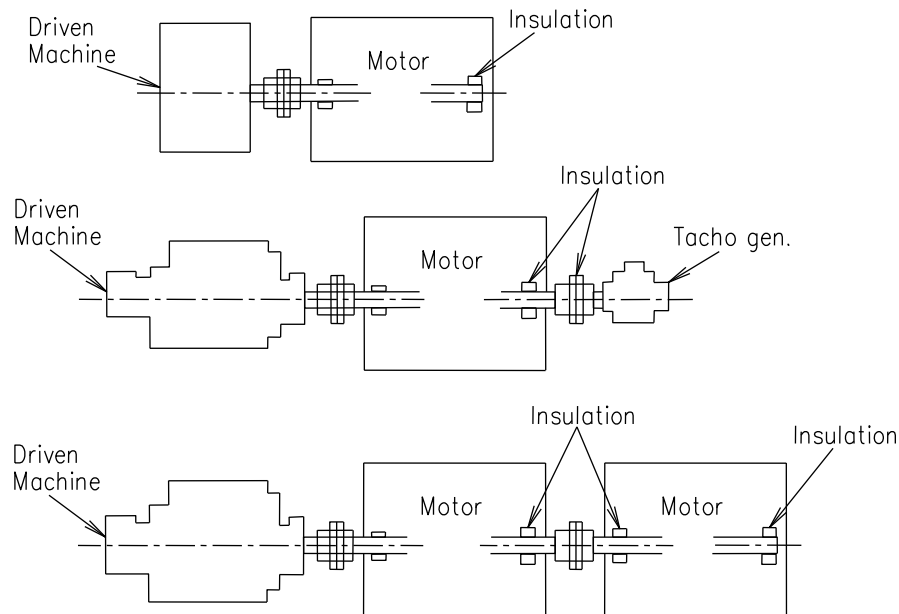 Driven
Machine
Motor
Insulation
Driven
Machine
Motor
Insulation
Tacho gen.
Driven
Machine
Motor
Insulation
Motor
Insulation